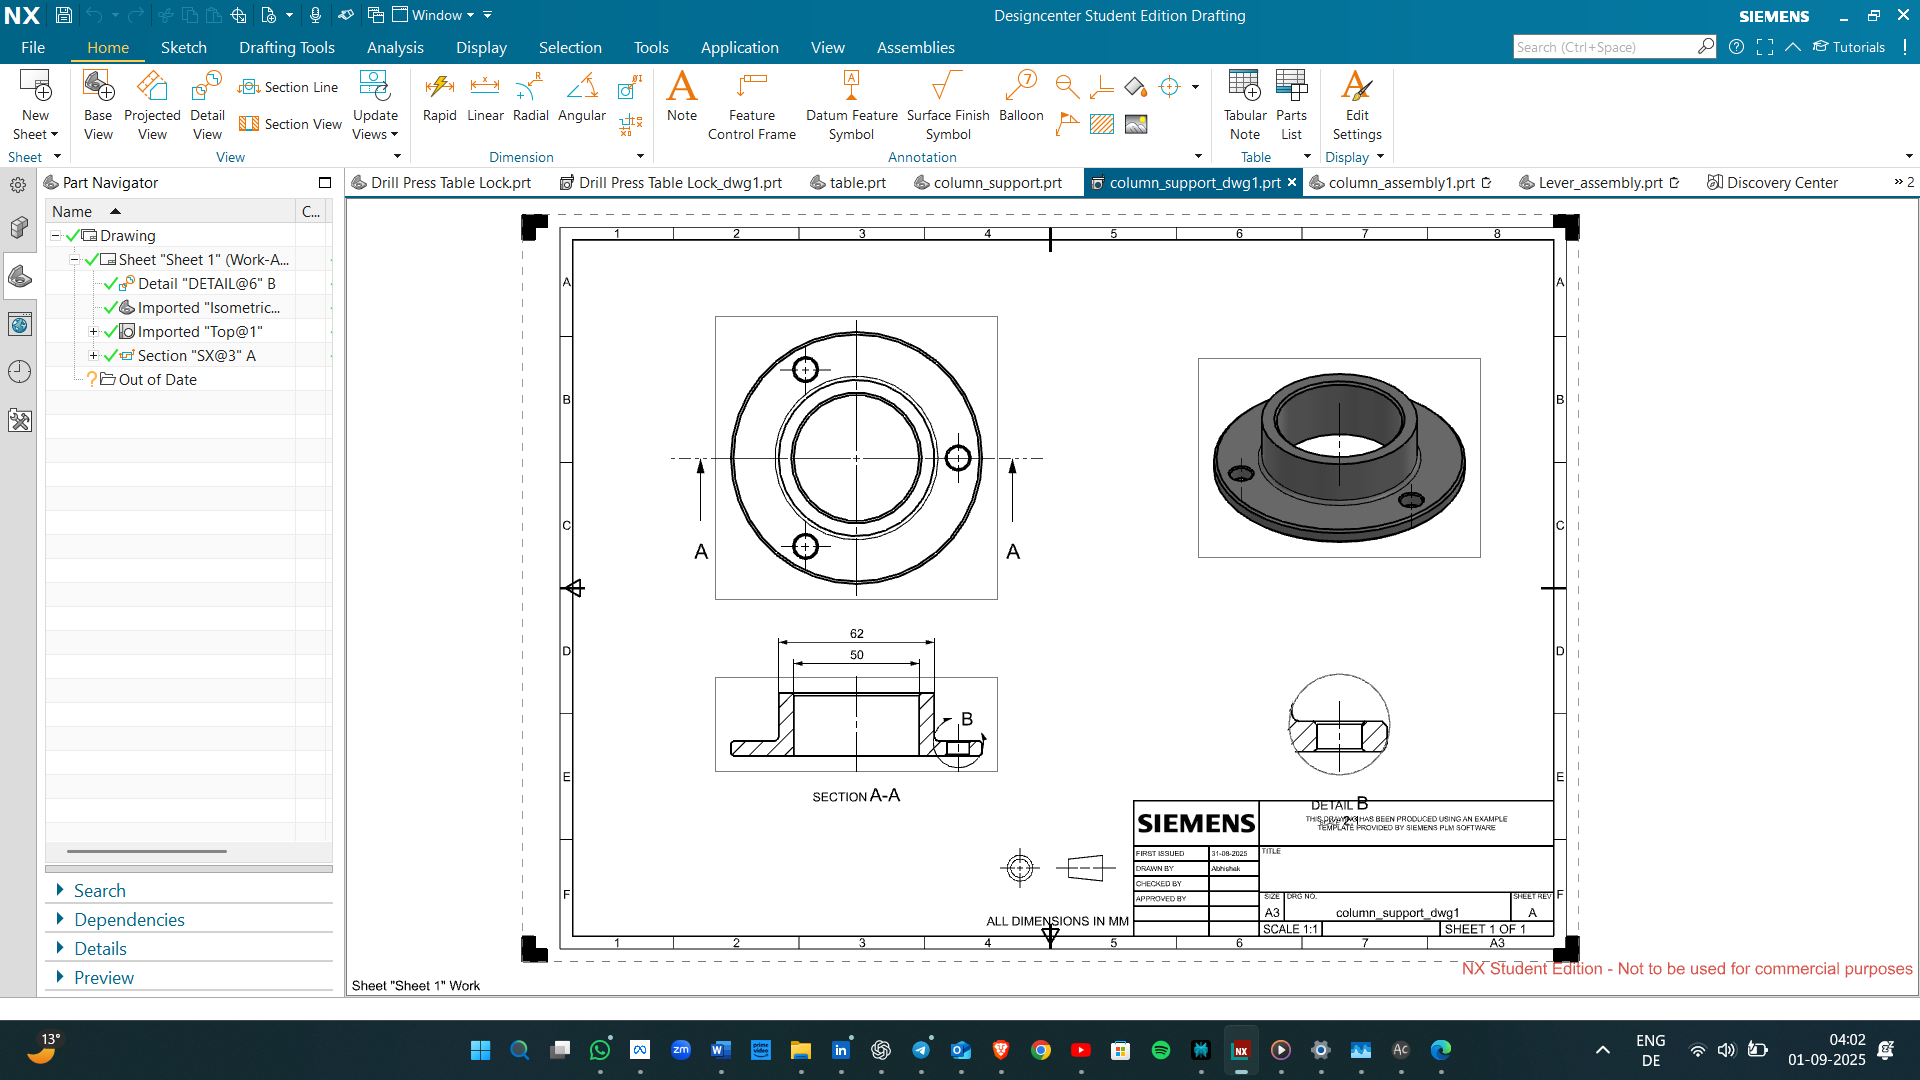 NX
Window
Designcenter Student Edition Drafting
SIEMENS
File
Home
Sketch
Drafting Tools
Analysis
Display
Selection
Tools
Application
View
Assemblies
Search (Ctrl+Space)
Tutorials
New Sheet
Base View
Projected View
Detail View
Section Line
Section View
Update Views
Rapid
Linear
Radial
Angular
Note
Feature Control Frame
Datum Feature Symbol
Surface Finish Symbol
Balloon
Tabular Note
Parts List
Edit Settings
Sheet
View
Dimension
Annotation
Table
Display
Part Navigator
Drill Press Table Lock.prt
Drill Press Table Lock_dwg1.prt
table.prt
column_support.prt
column_support_dwg1.prt
column_assembly1.prt
Lever_assembly.prt
Discovery Center
2
Name
C...
Drawing
Sheet "Sheet 1" (Work-A...
Detail "DETAIL@6" B
Imported "Isometric...
Imported "Top@1"
Section "SX@3" A
Out of Date
Search
Dependencies
Details
Preview
1 2 3 4 5 6 7 8
A A
B B
C C
D D
E E
F F
A A
62
50
B
SECTION A-A
DETAIL B
SIEMENS
THIS DRAWING HAS BEEN PRODUCED USING AN EXAMPLE
TEMPLATE PROVIDED BY SIEMENS PLM SOFTWARE
FIRST ISSUED 31-08-2025
TITLE
DRAWN BY Abhishek
CHECKED BY
APPROVED BY
SIZE DRG NO. SHEET REV
A3 column_support_dwg1 A
SCALE 1:1 SHEET 1 OF 1
ALL DIMENSIONS IN MM
1 2 3 4 5 6 7 A3
NX Student Edition - Not to be used for commercial purposes
Sheet "Sheet 1" Work
13°
ENG
DE
04:02
01-09-2025